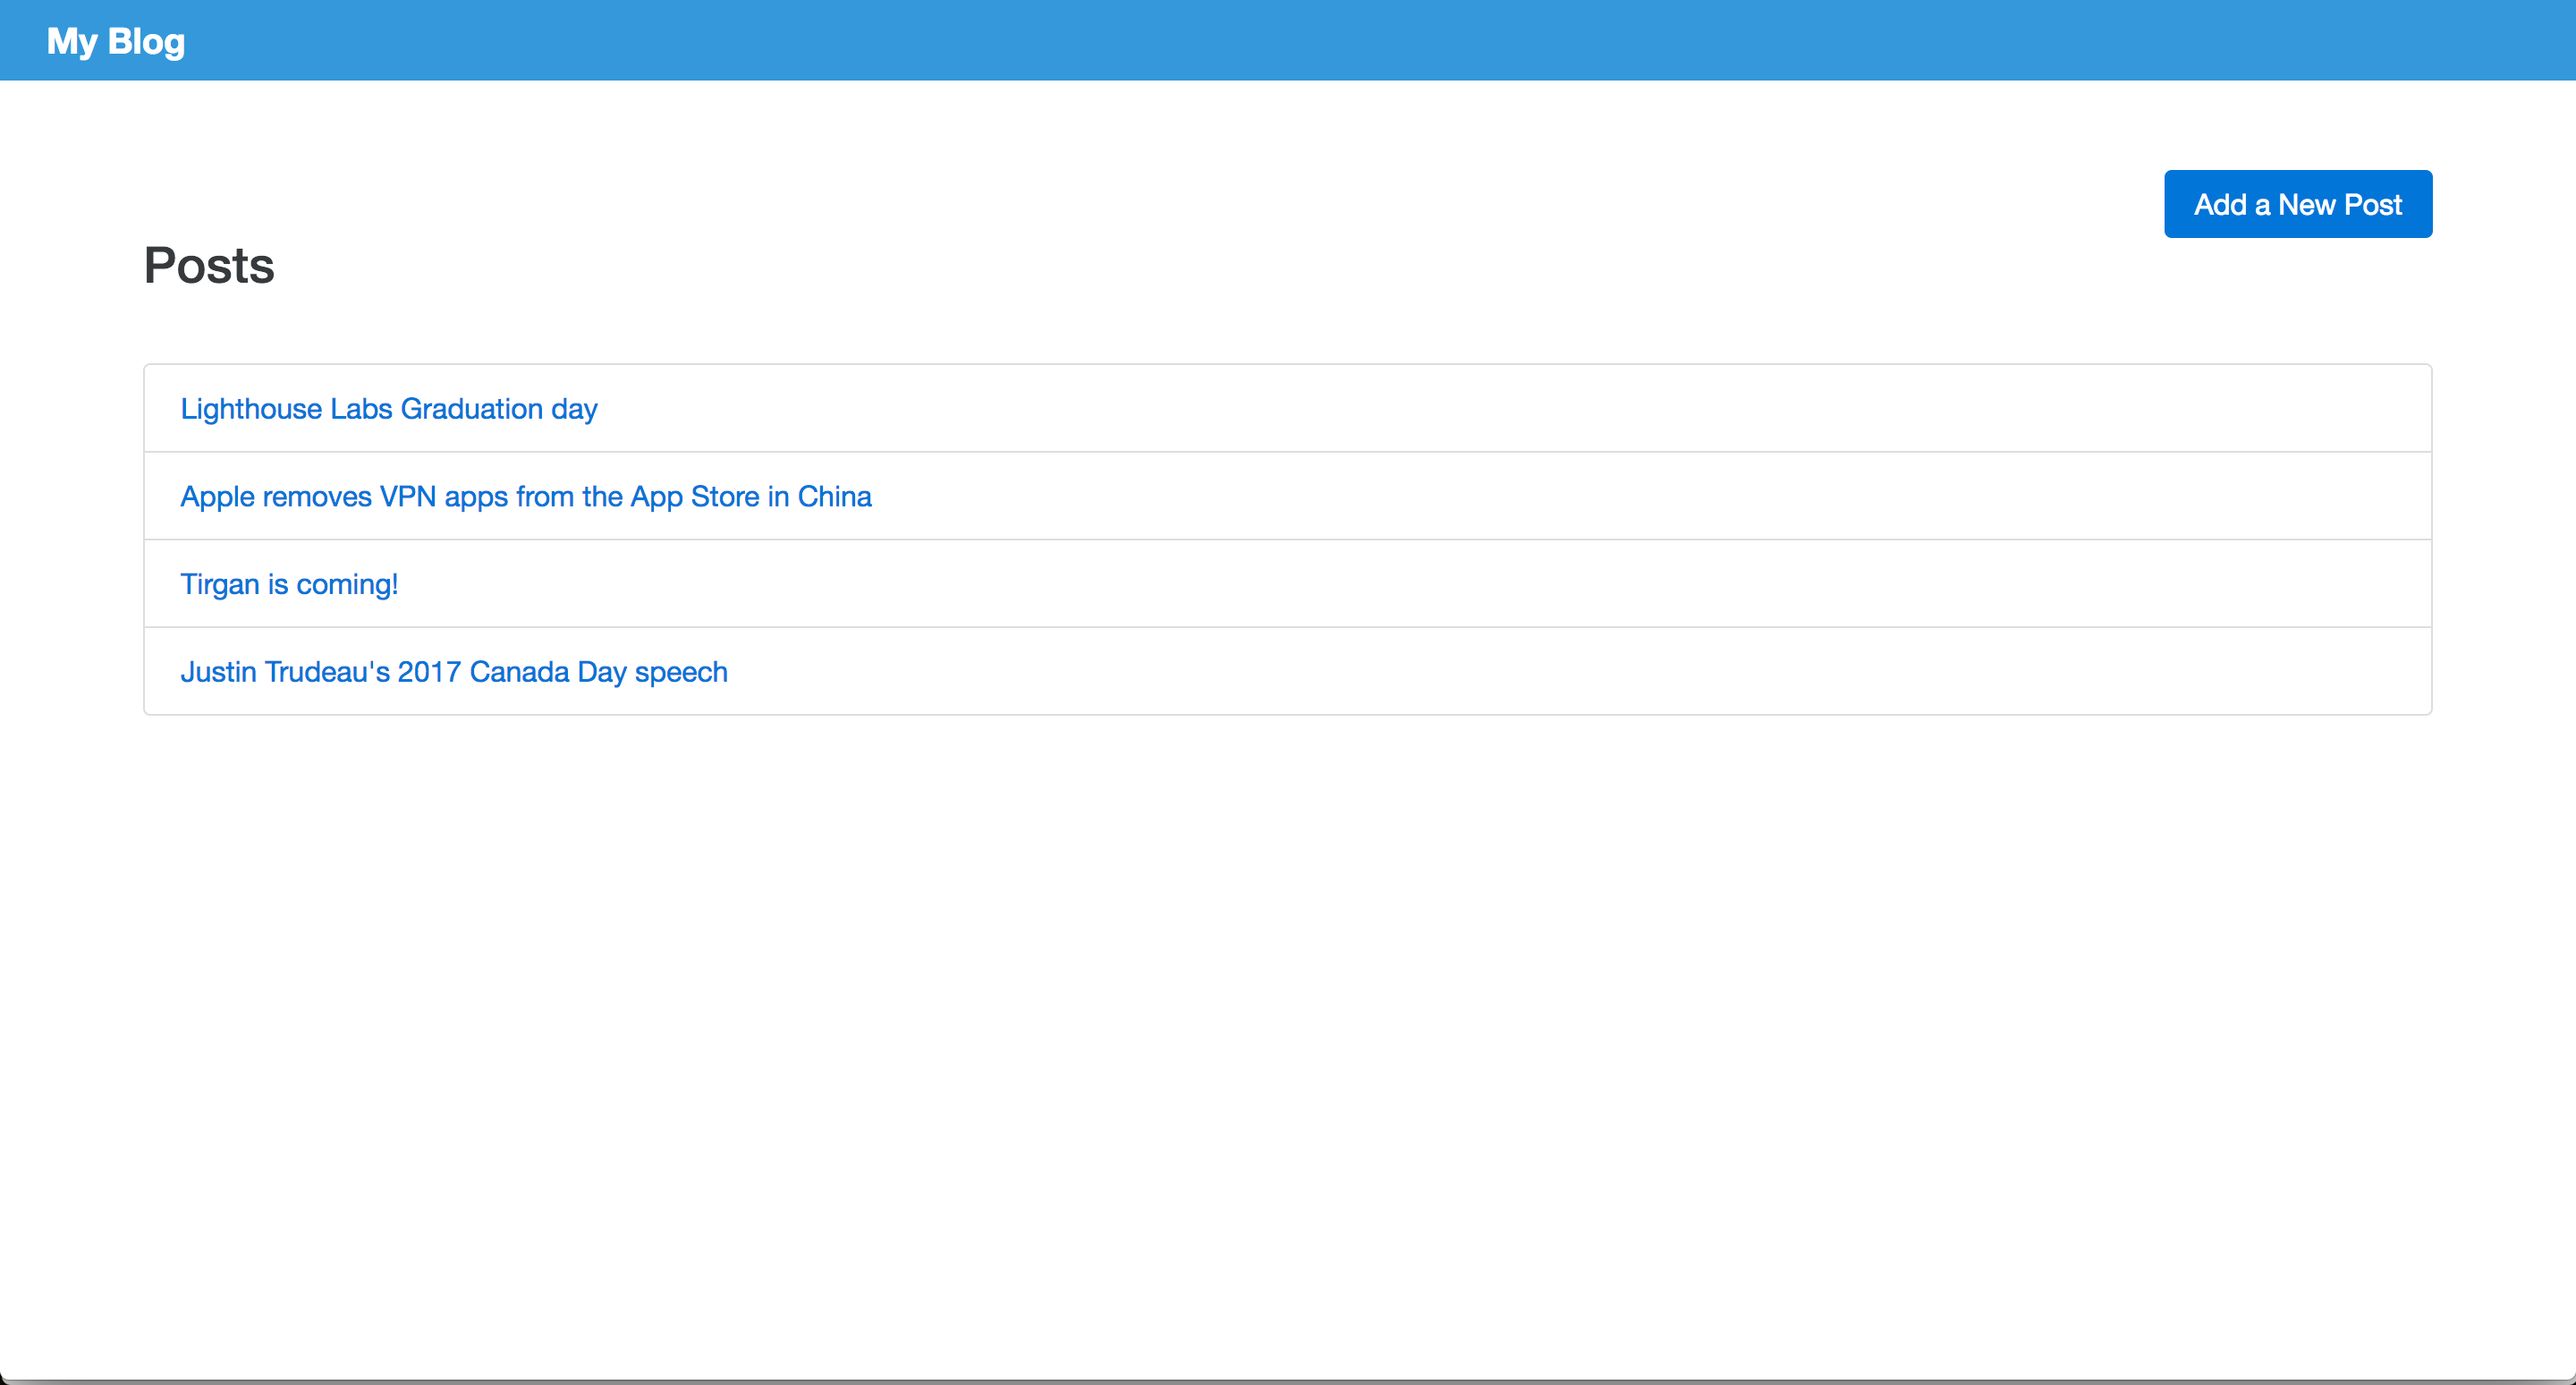 My Blog
Add a New Post
Posts
Lighthouse Labs Graduation day
Apple removes VPN apps from the App Store in China
Tirgan is coming!
Justin Trudeau's 2017 Canada Day speech